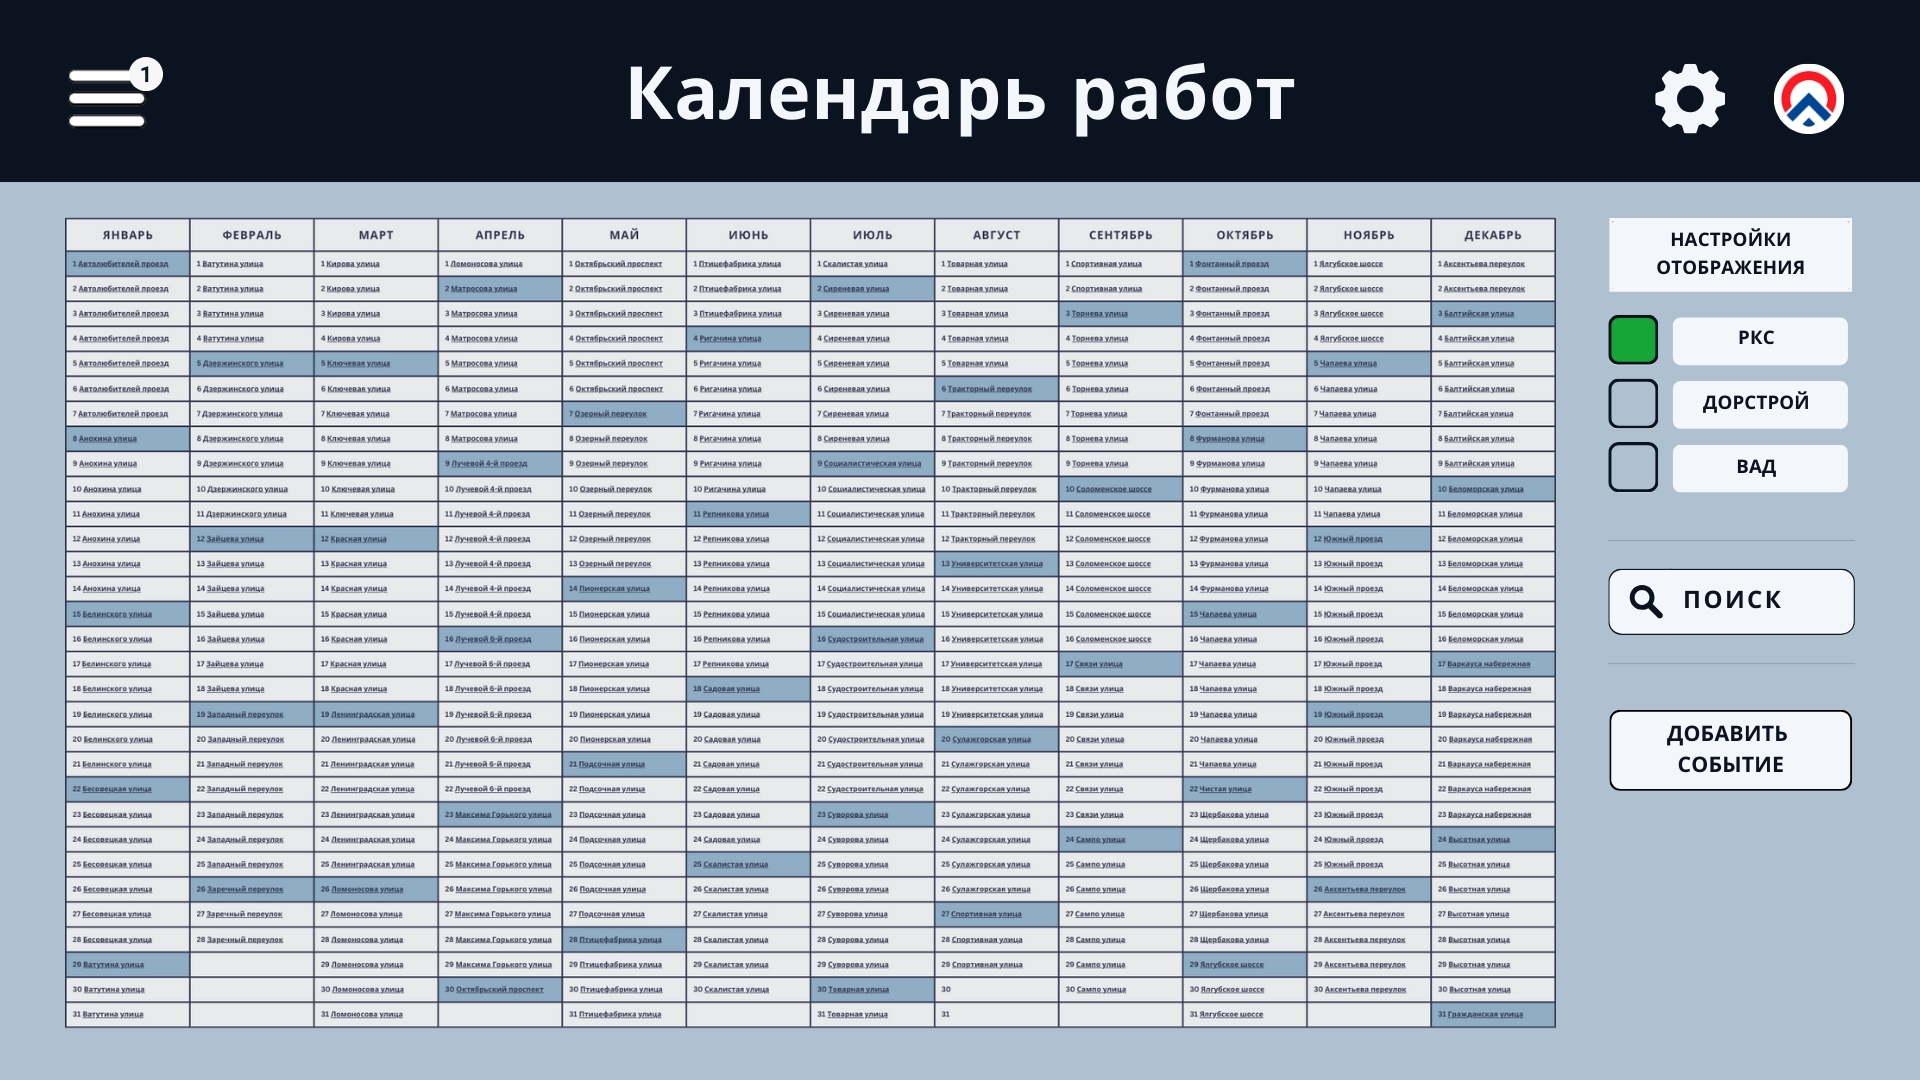 1
Календарь работ
ЯНВАРЬ ФЕВРАЛЬ МАРТ АПРЕЛЬ МАЙ ИЮНЬ ИЮЛЬ АВГУСТ СЕНТЯБРЬ ОКТЯБРЬ НОЯБРЬ ДЕКАБРЬ
1 Автолюбителей проезд 1 Ватутина улица 1 Кирова улица 1 Ломоносова улица 1 Октябрьский проспект 1 Птицефабрика улица 1 Скалистая улица 1 Товарная улица 1 Спортивная улица 1 Фонтанный проезд 1 Ялгубское шоссе 1 Аксентьева переулок
2 Автолюбителей проезд 2 Ватутина улица 2 Кирова улица 2 Матросова улица 2 Октябрьский проспект 2 Птицефабрика улица 2 Сиреневая улица 2 Товарная улица 2 Спортивная улица 2 Фонтанный проезд 2 Ялгубское шоссе 2 Аксентьева переулок
3 Автолюбителей проезд 3 Ватутина улица 3 Кирова улица 3 Матросова улица 3 Октябрьский проспект 3 Птицефабрика улица 3 Сиреневая улица 3 Товарная улица 3 Торнева улица 3 Фонтанный проезд 3 Ялгубское шоссе 3 Балтийская улица
4 Автолюбителей проезд 4 Ватутина улица 4 Кирова улица 4 Матросова улица 4 Октябрьский проспект 4 Ригачина улица 4 Сиреневая улица 4 Товарная улица 4 Торнева улица 4 Фонтанный проезд 4 Ялгубское шоссе 4 Балтийская улица
5 Автолюбителей проезд 5 Дзержинского улица 5 Ключевая улица 5 Матросова улица 5 Октябрьский проспект 5 Ригачина улица 5 Сиреневая улица 5 Товарная улица 5 Торнева улица 5 Фонтанный проезд 5 Чапаева улица 5 Балтийская улица
6 Автолюбителей проезд 6 Дзержинского улица 6 Ключевая улица 6 Матросова улица 6 Октябрьский проспект 6 Ригачина улица 6 Сиреневая улица 6 Тракторный переулок 6 Торнева улица 6 Фонтанный проезд 6 Чапаева улица 6 Балтийская улица
7 Автолюбителей проезд 7 Дзержинского улица 7 Ключевая улица 7 Матросова улица 7 Озерный переулок 7 Ригачина улица 7 Сиреневая улица 7 Тракторный переулок 7 Торнева улица 7 Фонтанный проезд 7 Чапаева улица 7 Балтийская улица
8 Анохина улица 8 Дзержинского улица 8 Ключевая улица 8 Матросова улица 8 Озерный переулок 8 Ригачина улица 8 Сиреневая улица 8 Тракторный переулок 8 Торнева улица 8 Фурманова улица 8 Чапаева улица 8 Балтийская улица
9 Анохина улица 9 Дзержинского улица 9 Ключевая улица 9 Лучевой 4-й проезд 9 Озерный переулок 9 Ригачина улица 9 Социалистическая улица 9 Тракторный переулок 9 Торнева улица 9 Фурманова улица 9 Чапаева улица 9 Балтийская улица
10 Анохина улица 10 Дзержинского улица 10 Ключевая улица 10 Лучевой 4-й проезд 10 Озерный переулок 10 Ригачина улица 10 Социалистическая улица 10 Тракторный переулок 10 Соломенское шоссе 10 Фурманова улица 10 Чапаева улица 10 Беломорская улица
11 Анохина улица 11 Дзержинского улица 11 Ключевая улица 11 Лучевой 4-й проезд 11 Озерный переулок 11 Репникова улица 11 Социалистическая улица 11 Тракторный переулок 11 Соломенское шоссе 11 Фурманова улица 11 Чапаева улица 11 Беломорская улица
12 Анохина улица 12 Зайцева улица 12 Красная улица 12 Лучевой 4-й проезд 12 Озерный переулок 12 Репникова улица 12 Социалистическая улица 12 Тракторный переулок 12 Соломенское шоссе 12 Фурманова улица 12 Южный проезд 12 Беломорская улица
13 Анохина улица 13 Зайцева улица 13 Красная улица 13 Лучевой 4-й проезд 13 Озерный переулок 13 Репникова улица 13 Социалистическая улица 13 Университетская улица 13 Соломенское шоссе 13 Фурманова улица 13 Южный проезд 13 Беломорская улица
14 Анохина улица 14 Зайцева улица 14 Красная улица 14 Лучевой 4-й проезд 14 Пионерская улица 14 Репникова улица 14 Социалистическая улица 14 Университетская улица 14 Соломенское шоссе 14 Фурманова улица 14 Южный проезд 14 Беломорская улица
15 Белинского улица 15 Зайцева улица 15 Красная улица 15 Лучевой 4-й проезд 15 Пионерская улица 15 Репникова улица 15 Социалистическая улица 15 Университетская улица 15 Соломенское шоссе 15 Чапаева улица 15 Южный проезд 15 Беломорская улица
16 Белинского улица 16 Зайцева улица 16 Красная улица 16 Лучевой 6-й проезд 16 Пионерская улица 16 Репникова улица 16 Судостроительная улица 16 Университетская улица 16 Соломенское шоссе 16 Чапаева улица 16 Южный проезд 16 Беломорская улица
17 Белинского улица 17 Зайцева улица 17 Красная улица 17 Лучевой 6-й проезд 17 Пионерская улица 17 Репникова улица 17 Судостроительная улица 17 Университетская улица 17 Связи улица 17 Чапаева улица 17 Южный проезд 17 Варкауса набережная
18 Белинского улица 18 Зайцева улица 18 Красная улица 18 Лучевой 6-й проезд 18 Пионерская улица 18 Садовая улица 18 Судостроительная улица 18 Университетская улица 18 Связи улица 18 Чапаева улица 18 Южный проезд 18 Варкауса набережная
19 Белинского улица 19 Западный переулок 19 Ленинградская улица 19 Лучевой 6-й проезд 19 Пионерская улица 19 Садовая улица 19 Судостроительная улица 19 Университетская улица 19 Связи улица 19 Чапаева улица 19 Южный проезд 19 Варкауса набережная
20 Белинского улица 20 Западный переулок 20 Ленинградская улица 20 Лучевой 6-й проезд 20 Пионерская улица 20 Садовая улица 20 Судостроительная улица 20 Сулажгорская улица 20 Связи улица 20 Чапаева улица 20 Южный проезд 20 Варкауса набережная
21 Белинского улица 21 Западный переулок 21 Ленинградская улица 21 Лучевой 6-й проезд 21 Подсочная улица 21 Садовая улица 21 Судостроительная улица 21 Сулажгорская улица 21 Связи улица 21 Чапаева улица 21 Южный проезд 21 Варкауса набережная
22 Бесовецкая улица 22 Западный переулок 22 Ленинградская улица 22 Лучевой 6-й проезд 22 Подсочная улица 22 Садовая улица 22 Судостроительная улица 22 Сулажгорская улица 22 Связи улица 22 Чистая улица 22 Южный проезд 22 Варкауса набережная
23 Бесовецкая улица 23 Западный переулок 23 Ленинградская улица 23 Максима Горького улица 23 Подсочная улица 23 Садовая улица 23 Суворова улица 23 Сулажгорская улица 23 Связи улица 23 Щербакова улица 23 Южный проезд 23 Варкауса набережная
24 Бесовецкая улица 24 Западный переулок 24 Ленинградская улица 24 Максима Горького улица 24 Подсочная улица 24 Садовая улица 24 Суворова улица 24 Сулажгорская улица 24 Сампо улица 24 Щербакова улица 24 Южный проезд 24 Высотная улица
25 Бесовецкая улица 25 Западный переулок 25 Ленинградская улица 25 Максима Горького улица 25 Подсочная улица 25 Скалистая улица 25 Суворова улица 25 Сулажгорская улица 25 Сампо улица 25 Щербакова улица 25 Южный проезд 25 Высотная улица
26 Бесовецкая улица 26 Заречный переулок 26 Ломоносова улица 26 Максима Горького улица 26 Подсочная улица 26 Скалистая улица 26 Суворова улица 26 Сулажгорская улица 26 Сампо улица 26 Щербакова улица 26 Аксентьева переулок 26 Высотная улица
27 Бесовецкая улица 27 Заречный переулок 27 Ломоносова улица 27 Максима Горького улица 27 Подсочная улица 27 Скалистая улица 27 Суворова улица 27 Спортивная улица 27 Сампо улица 27 Щербакова улица 27 Аксентьева переулок 27 Высотная улица
28 Бесовецкая улица 28 Заречный переулок 28 Ломоносова улица 28 Максима Горького улица 28 Птицефабрика улица 28 Скалистая улица 28 Суворова улица 28 Спортивная улица 28 Сампо улица 28 Щербакова улица 28 Аксентьева переулок 28 Высотная улица
29 Ватутина улица 29 Ломоносова улица 29 Максима Горького улица 29 Птицефабрика улица 29 Скалистая улица 29 Суворова улица 29 Спортивная улица 29 Сампо улица 29 Ялгубское шоссе 29 Аксентьева переулок 29 Высотная улица
30 Ватутина улица 30 Ломоносова улица 30 Октябрьский проспект 30 Птицефабрика улица 30 Скалистая улица 30 Товарная улица 30 30 Сампо улица 30 Ялгубское шоссе 30 Аксентьева переулок 30 Высотная улица
31 Ватутина улица 31 Ломоносова улица 31 Птицефабрика улица 31 Товарная улица 31 31 Ялгубское шоссе 31 Гражданская улица
НАСТРОЙКИ
ОТОБРАЖЕНИЯ
РКС
ДОРСТРОЙ
ВАД
ПОИСК
ДОБАВИТЬ
СОБЫТИЕ